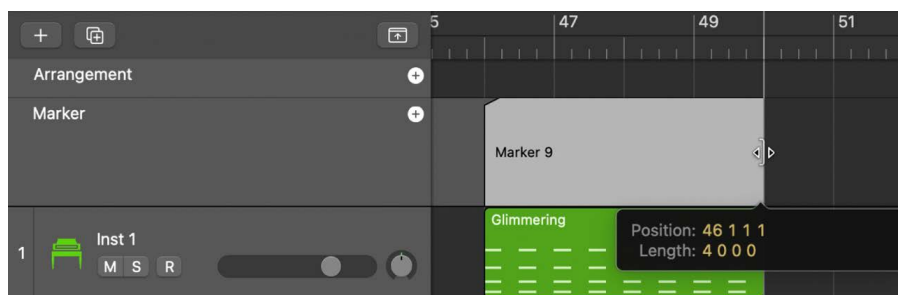 5 47 49 51
Arrangement
Marker
Marker 9
Glimmering
Position: 46 1 1 1
Length: 4 0 0 0
1
Inst 1
M S R